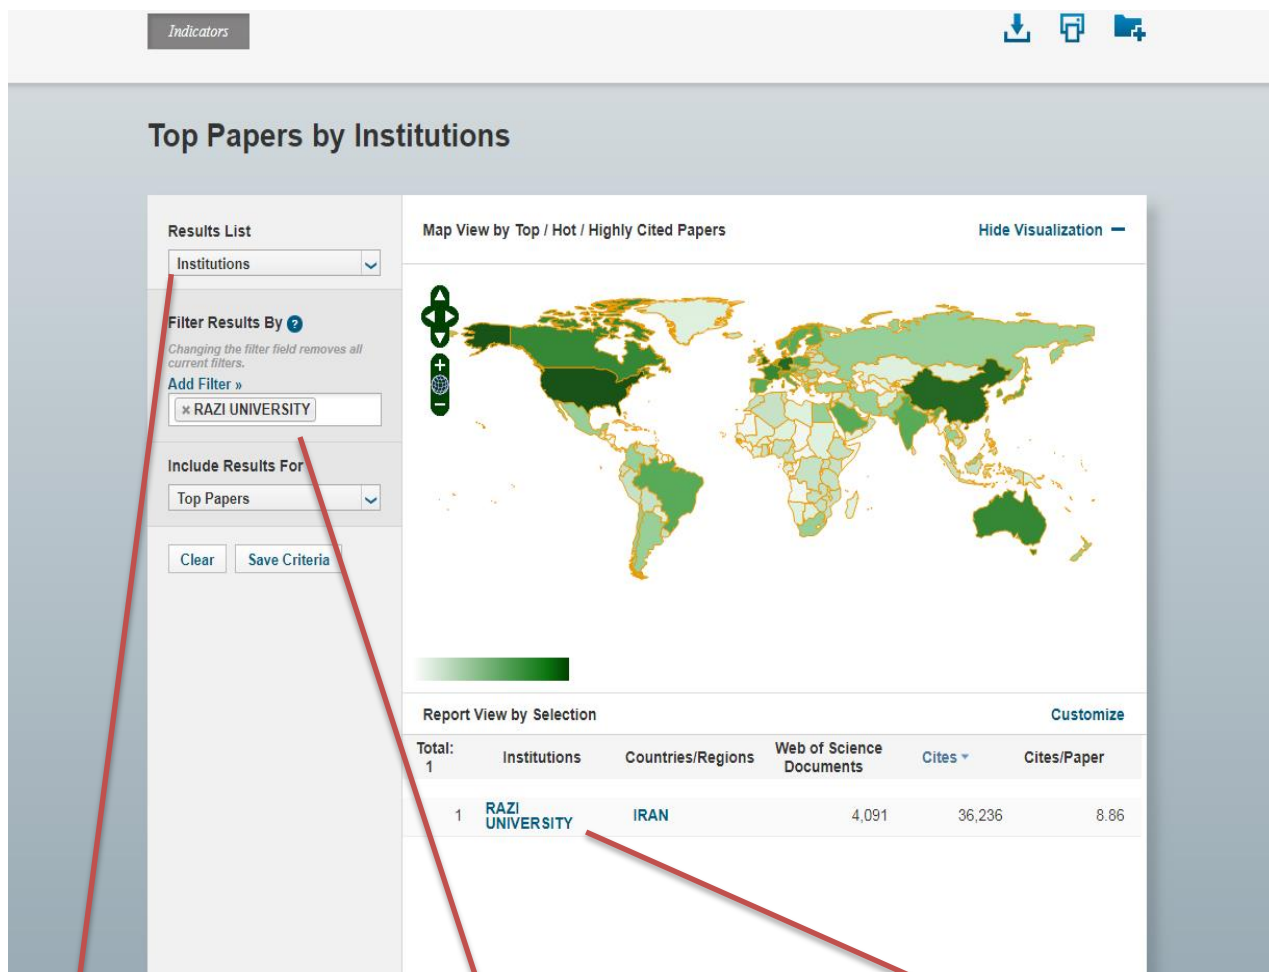 Indicators
Top Papers by Institutions
Results List
Institutions
Filter Results By ?
Changing the filter field removes all
current filters.
Add Filter »
× RAZI UNIVERSITY
Include Results For
Top Papers
Clear Save Criteria
Map View by Top / Hot / Highly Cited Papers Hide Visualization −
+
−
Report View by Selection Customize
Total: 1 Institutions Countries/Regions Web of Science Documents Cites Cites/Paper
1 RAZI UNIVERSITY IRAN 4,091 36,236 8.86